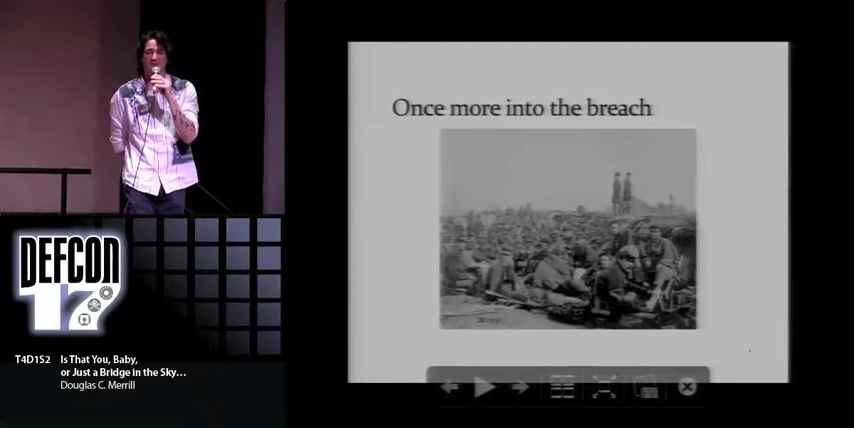 Once more into the breach
DEFCON
17
T4D1S2 Is That You, Baby,
or Just a Bridge in the Sky...
Douglas C. Merrill